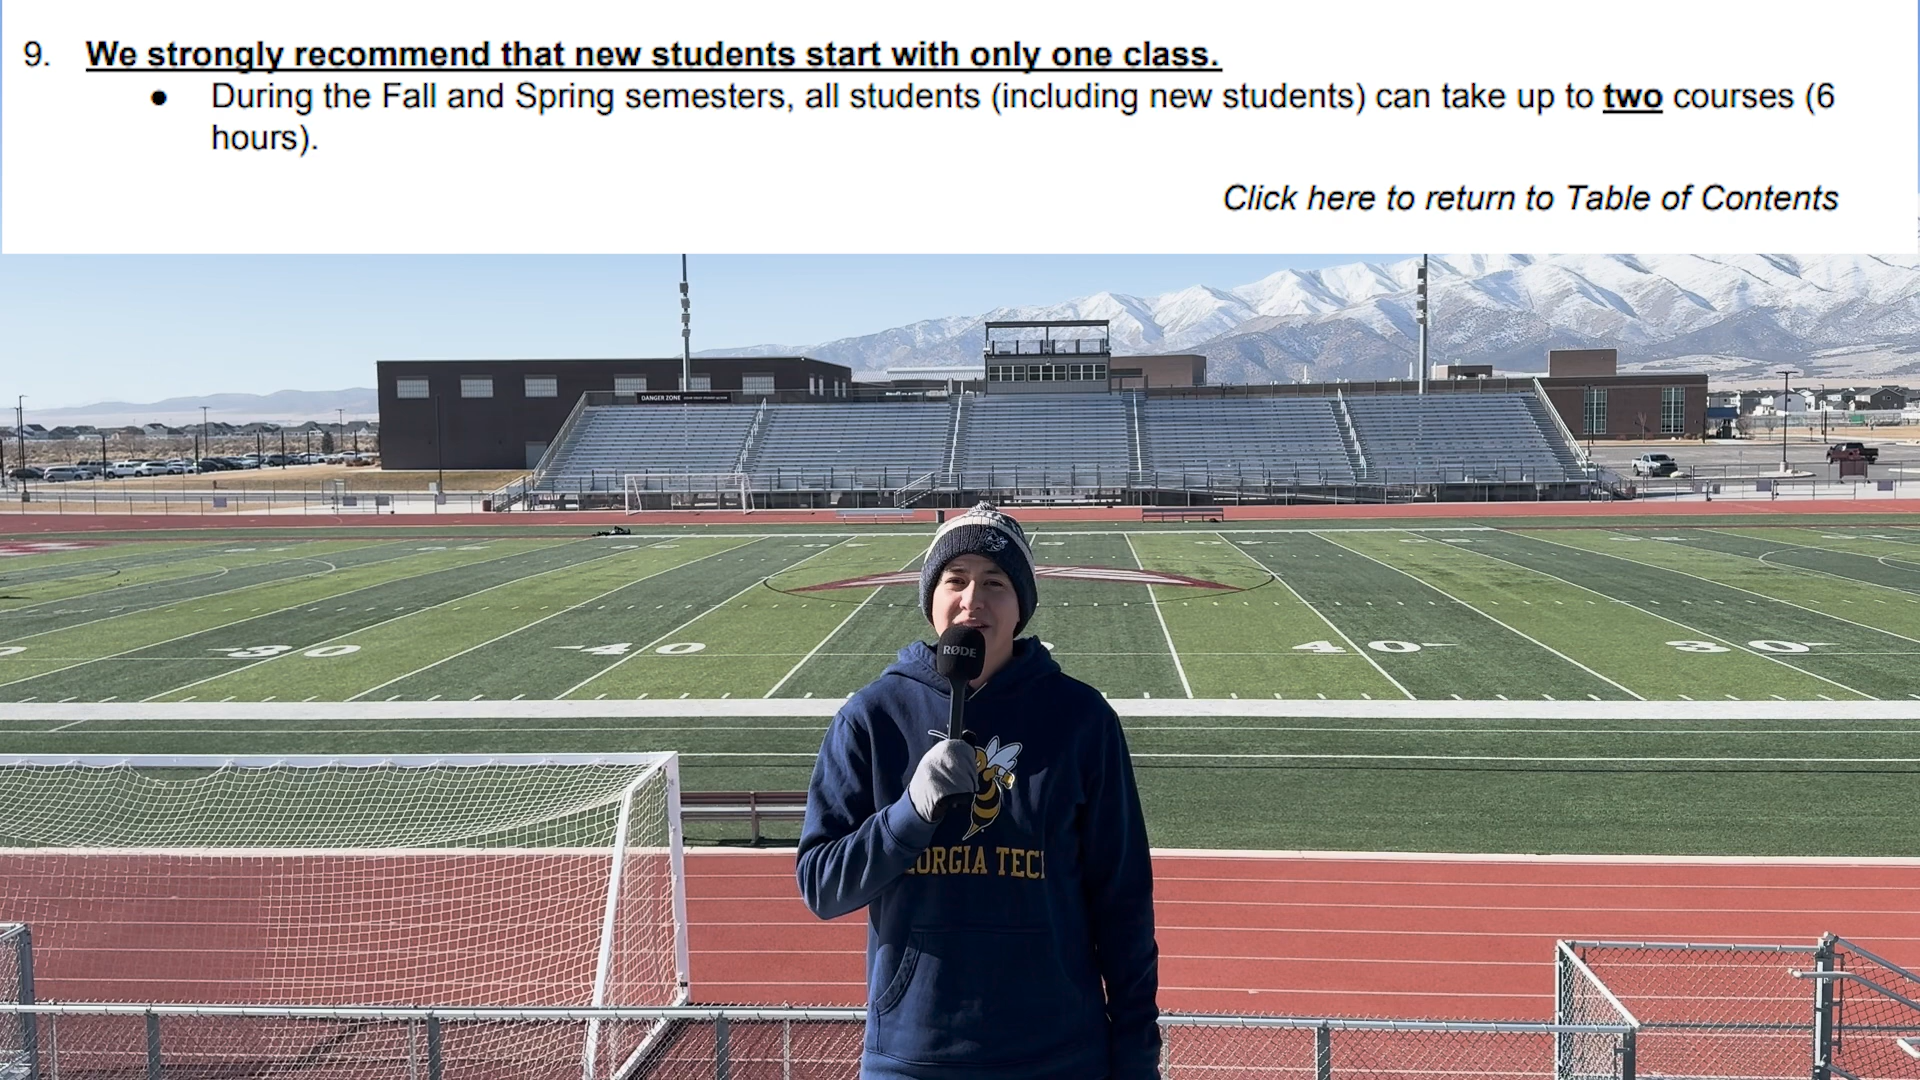 9. We strongly recommend that new students start with only one class.
● During the Fall and Spring semesters, all students (including new students) can take up to two courses (6
hours).
Click here to return to Table of Contents
DANGER ZONE
30
40
40
30
RØDE
EORGIA TECH